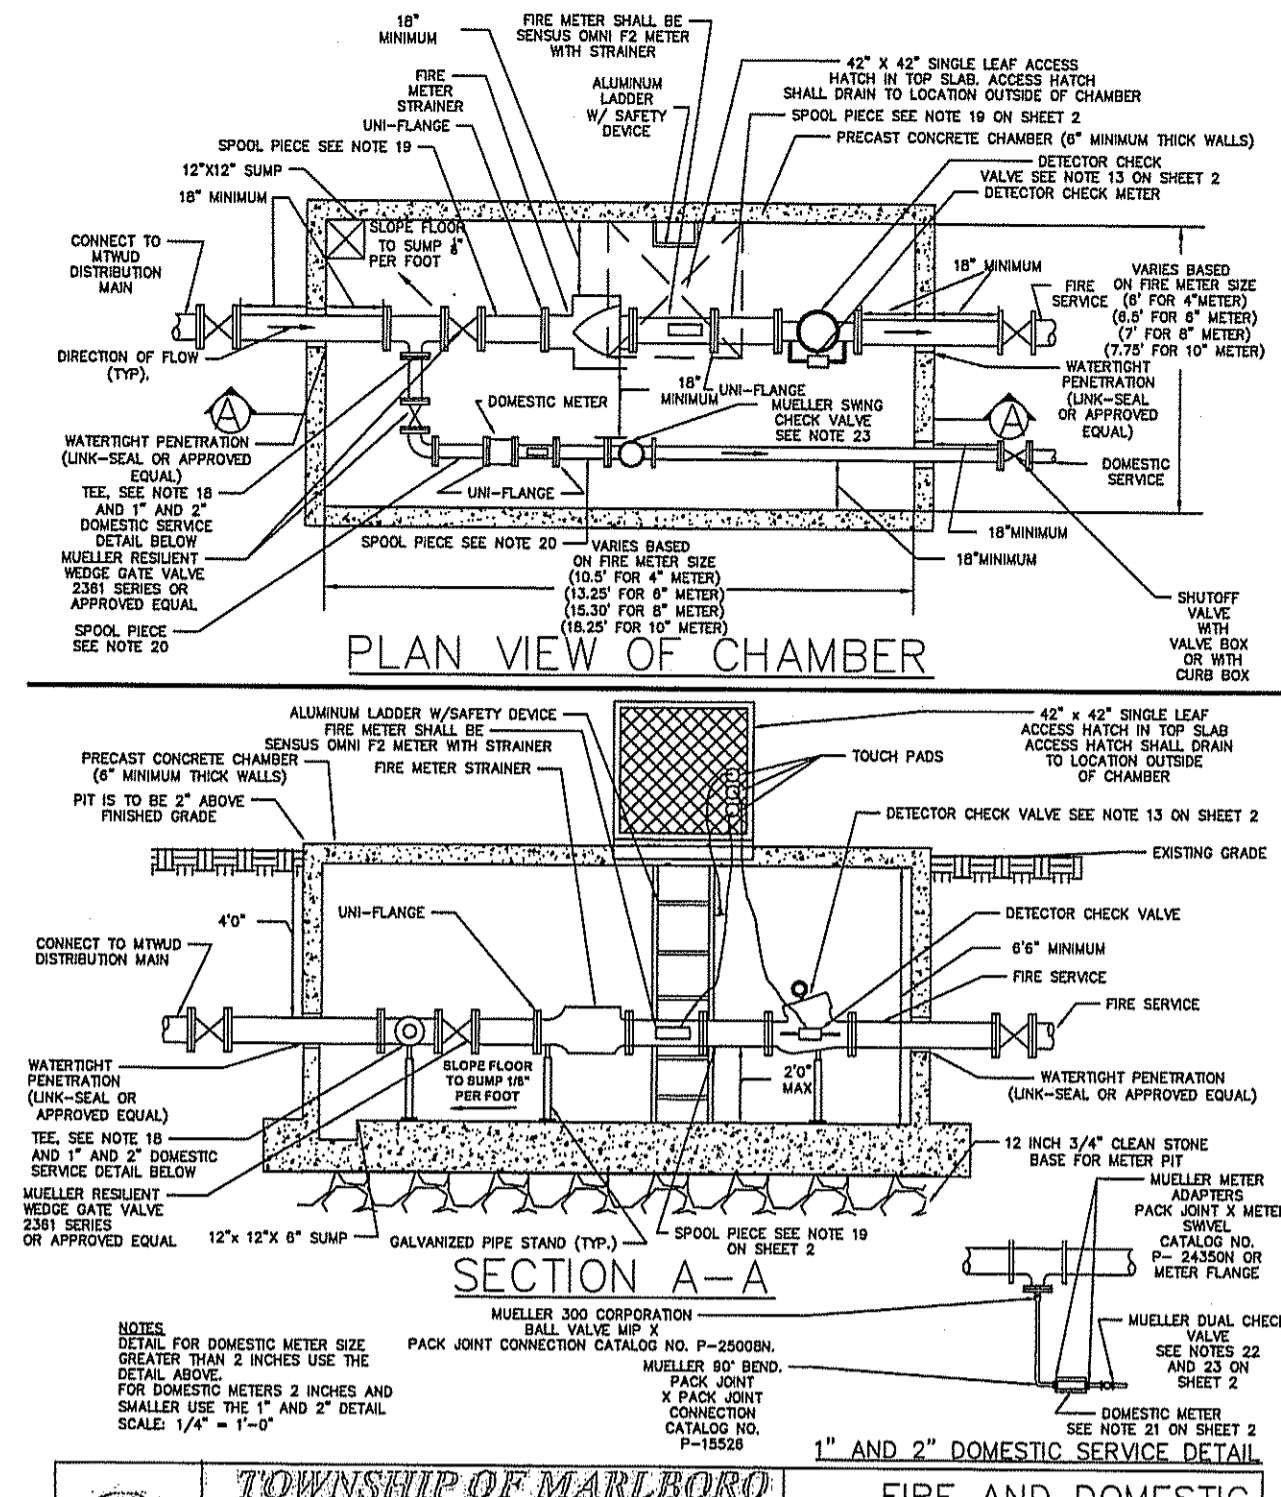 18"
MINIMUM
FIRE METER SHALL BE
SENSUS OMNI F2 METER
WITH STRAINER
42" X 42" SINGLE LEAF ACCESS
HATCH IN TOP SLAB. ACCESS HATCH
SHALL DRAIN TO LOCATION OUTSIDE OF CHAMBER
FIRE
METER
STRAINER
ALUMINUM
LADDER
W/ SAFETY
DEVICE
UNI-FLANGE
SPOOL PIECE SEE NOTE 19 ON SHEET 2
SPOOL PIECE SEE NOTE 19
PRECAST CONCRETE CHAMBER (6" MINIMUM THICK WALLS)
12"X12" SUMP
DETECTOR CHECK
VALVE SEE NOTE 13 ON SHEET 2
18" MINIMUM
DETECTOR CHECK METER
CONNECT TO
MTWUD
DISTRIBUTION
MAIN
SLOPE FLOOR
TO SUMP 1/8"
PER FOOT
18" MINIMUM
FIRE
SERVICE
VARIES BASED
ON FIRE METER SIZE
(6' FOR 4"METER)
(6.5' FOR 6" METER)
(7' FOR 8" METER)
(7.75' FOR 10" METER)
DIRECTION OF FLOW
(TYP).
18"
MINIMUM
UNI-FLANGE
WATERTIGHT
PENETRATION
(LINK-SEAL
OR APPROVED
EQUAL)
A
DOMESTIC METER
MUELLER SWING
CHECK VALVE
SEE NOTE 23
A
WATERTIGHT PENETRATION
(LINK-SEAL OR APPROVED
EQUAL)
DOMESTIC
SERVICE
TEE, SEE NOTE 18
AND 1" AND 2"
DOMESTIC SERVICE
DETAIL BELOW
UNI-FLANGE
18"MINIMUM
SPOOL PIECE SEE NOTE 20
18"MINIMUM
MUELLER RESILIENT
WEDGE GATE VALVE
2361 SERIES OR
APPROVED EQUAL
VARIES BASED
ON FIRE METER SIZE
(10.5' FOR 4" METER)
(13.25' FOR 6" METER)
(15.30' FOR 8" METER)
(18.25' FOR 10" METER)
SPOOL PIECE
SEE NOTE 20
SHUTOFF
VALVE
WITH
VALVE BOX
OR WITH
CURB BOX
PLAN VIEW OF CHAMBER
ALUMINUM LADDER W/SAFETY DEVICE
FIRE METER SHALL BE
SENSUS OMNI F2 METER WITH STRAINER
42" x 42" SINGLE LEAF
ACCESS HATCH IN TOP SLAB
ACCESS HATCH SHALL DRAIN
TO LOCATION OUTSIDE
OF CHAMBER
PRECAST CONCRETE CHAMBER
(6" MINIMUM THICK WALLS)
FIRE METER STRAINER
TOUCH PADS
PIT IS TO BE 2" ABOVE
FINISHED GRADE
DETECTOR CHECK VALVE SEE NOTE 13 ON SHEET 2
EXISTING GRADE
4'0"
UNI-FLANGE
DETECTOR CHECK VALVE
CONNECT TO MTWUD
DISTRIBUTION MAIN
6'6" MINIMUM
FIRE SERVICE
FIRE SERVICE
WATERTIGHT
PENETRATION
(LINK-SEAL OR
APPROVED EQUAL)
SLOPE FLOOR
TO SUMP 1/8"
PER FOOT
2'0"
MAX
WATERTIGHT PENETRATION
(LINK-SEAL OR APPROVED EQUAL)
TEE, SEE NOTE 18
AND 1" AND 2" DOMESTIC
SERVICE DETAIL BELOW
12 INCH 3/4" CLEAN STONE
BASE FOR METER PIT
MUELLER RESILIENT
WEDGE GATE VALVE
2361 SERIES
OR APPROVED EQUAL
12"x 12"X 6" SUMP
GALVANIZED PIPE STAND (TYP.)
SPOOL PIECE SEE NOTE 19
ON SHEET 2
MUELLER METER
ADAPTERS
PACK JOINT X METER
SWIVEL
CATALOG NO.
P- 24350N OR
METER FLANGE
SECTION A-A
MUELLER 300 CORPORATION
BALL VALVE MIP X
PACK JOINT CONNECTION CATALOG NO. P-25008N.
MUELLER DUAL CHECK
VALVE
SEE NOTES 22
AND 23 ON
SHEET 2
NOTES
DETAIL FOR DOMESTIC METER SIZE
GREATER THAN 2 INCHES USE THE
DETAIL ABOVE.
FOR DOMESTIC METERS 2 INCHES AND
SMALLER USE THE 1" AND 2" DETAIL
SCALE: 1/4" = 1'-0"
MUELLER 90° BEND.
PACK JOINT
X PACK JOINT
CONNECTION
CATALOG NO.
P-15526
DOMESTIC METER
SEE NOTE 21 ON SHEET 2
1" AND 2" DOMESTIC SERVICE DETAIL
TOWNSHIP OF MARLBORO
FIRE AND DOMESTIC